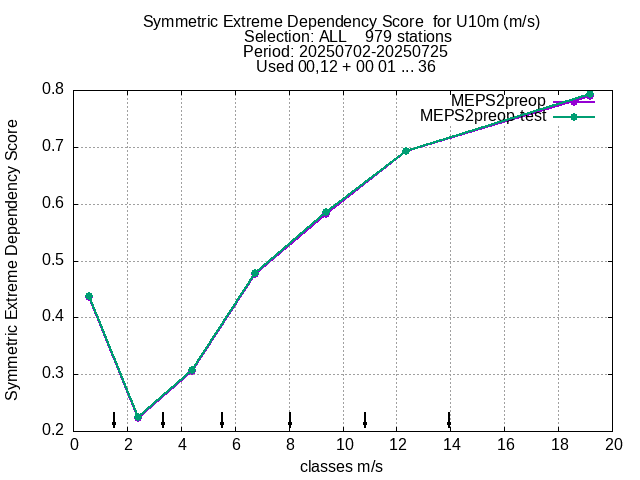 Symmetric Extreme Dependency Score  for U10m (m/s)
Selection: ALL    979 stations
Period: 20250702-20250725
Used 00,12 + 00 01 ... 36
MEPS2preop
MEPS2preop-test
Symmetric Extreme Dependency Score
0.8
0.7
0.6
0.5
0.4
0.3
0.2
0 2 4 6 8 10 12 14 16 18 20
classes m/s